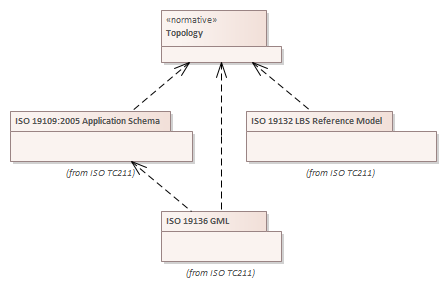 «normative»
Topology
ISO 19109:2005 Application Schema
ISO 19132 LBS Reference Model
(from ISO TC211)
(from ISO TC211)
ISO 19136 GML
(from ISO TC211)